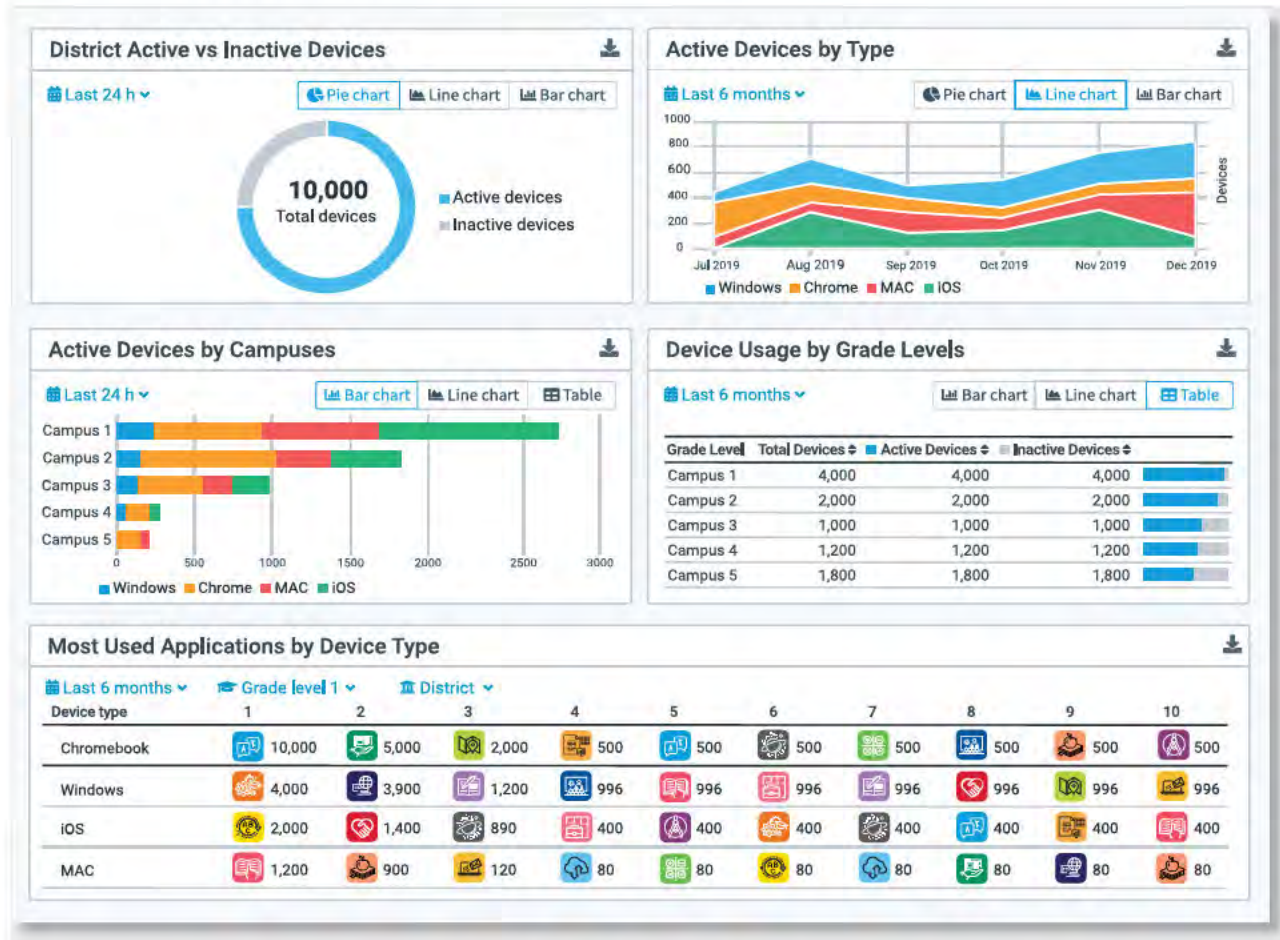 District Active vs Inactive Devices
Last 24 h
Pie chart Line chart Bar chart
10,000
Total devices
Active devices
Inactive devices
Active Devices by Type
Last 6 months
Pie chart Line chart Bar chart
1000
800
600
400
200
0
Devices
Jul 2019 Aug 2019 Sep 2019 Oct 2019 Nov 2019 Dec 2019
Windows Chrome MAC iOS
Active Devices by Campuses
Last 24 h
Bar chart Line chart Table
Campus 1
Campus 2
Campus 3
Campus 4
Campus 5
0 500 1000 1500 2000 2500 3000
Windows Chrome MAC iOS
Device Usage by Grade Levels
Last 6 months
Bar chart Line chart Table
Grade Level Total Devices Active Devices Inactive Devices
Campus 1 4,000 4,000 4,000
Campus 2 2,000 2,000 2,000
Campus 3 1,000 1,000 1,000
Campus 4 1,200 1,200 1,200
Campus 5 1,800 1,800 1,800
Most Used Applications by Device Type
Last 6 months Grade level 1 District
Device type 1 2 3 4 5 6 7 8 9 10
Chromebook 10,000 5,000 2,000 500 500 500 500 500 500 500
Windows 4,000 3,900 1,200 996 996 996 996 996 996 996
iOS 2,000 1,400 890 400 400 400 400 400 400 400
MAC 1,200 900 120 80 80 80 80 80 80 80